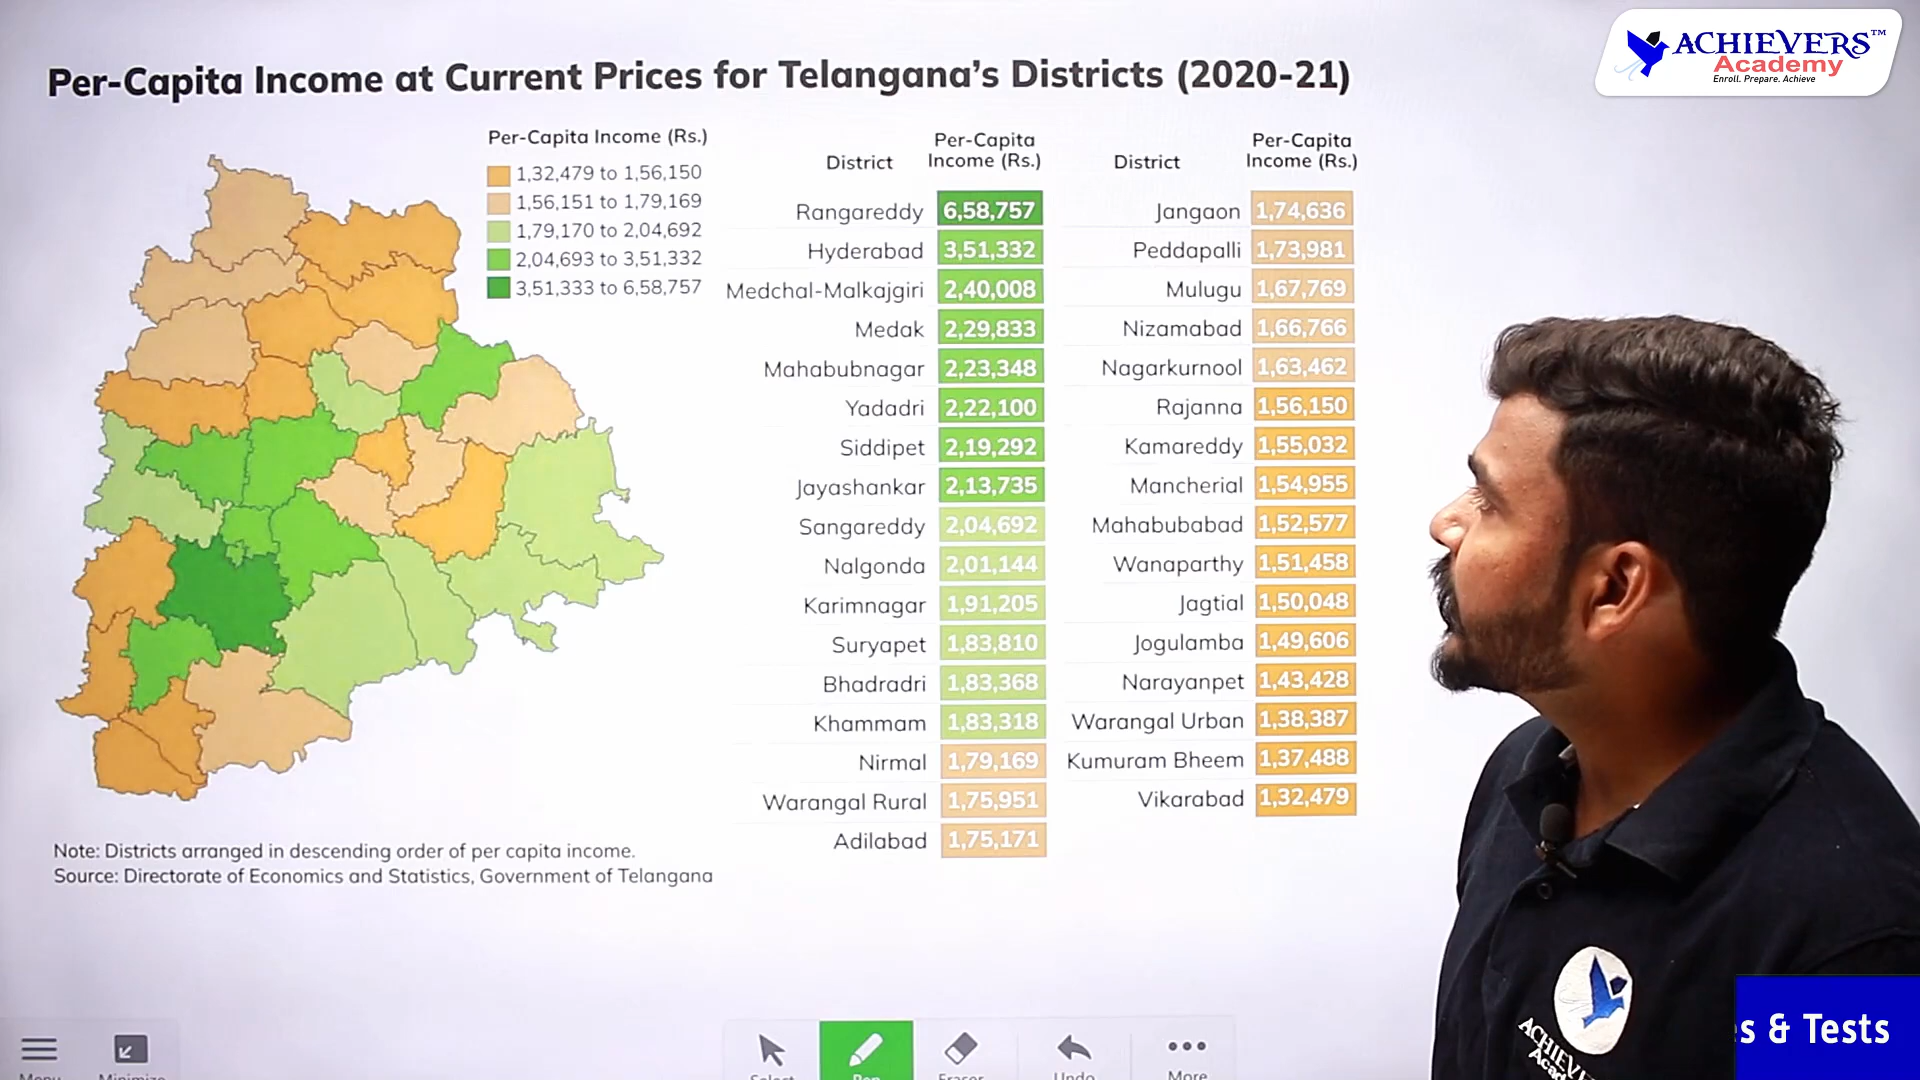 ACHIEVERS™
Academy
Enroll. Prepare. Achieve
Per-Capita Income at Current Prices for Telangana's Districts (2020-21)
Per-Capita Income (Rs.)
1,32,479 to 1,56,150
1,56,151 to 1,79,169
1,79,170 to 2,04,692
2,04,693 to 3,51,332
3,51,333 to 6,58,757
District Per-Capita Income (Rs.)
Rangareddy 6,58,757
Hyderabad 3,51,332
Medchal-Malkajgiri 2,40,008
Medak 2,29,833
Mahabubnagar 2,23,348
Yadadri 2,22,100
Siddipet 2,19,292
Jayashankar 2,13,735
Sangareddy 2,04,692
Nalgonda 2,01,144
Karimnagar 1,91,205
Suryapet 1,83,810
Bhadradri 1,83,368
Khammam 1,83,318
Nirmal 1,79,169
Warangal Rural 1,75,951
Adilabad 1,75,171
District Per-Capita Income (Rs.)
Jangaon 1,74,636
Peddapalli 1,73,981
Mulugu 1,67,769
Nizamabad 1,66,766
Nagarkurnool 1,63,462
Rajanna 1,56,150
Kamareddy 1,55,032
Mancherial 1,54,955
Mahabubabad 1,52,577
Wanaparthy 1,51,458
Jagtial 1,50,048
Jogulamba 1,49,606
Narayanpet 1,43,428
Warangal Urban 1,38,387
Kumuram Bheem 1,37,488
Vikarabad 1,32,479
Note: Districts arranged in descending order of per capita income.
Source: Directorate of Economics and Statistics, Government of Telangana
s & Tests
Menu Minimize Select Pen Eraser Undo More